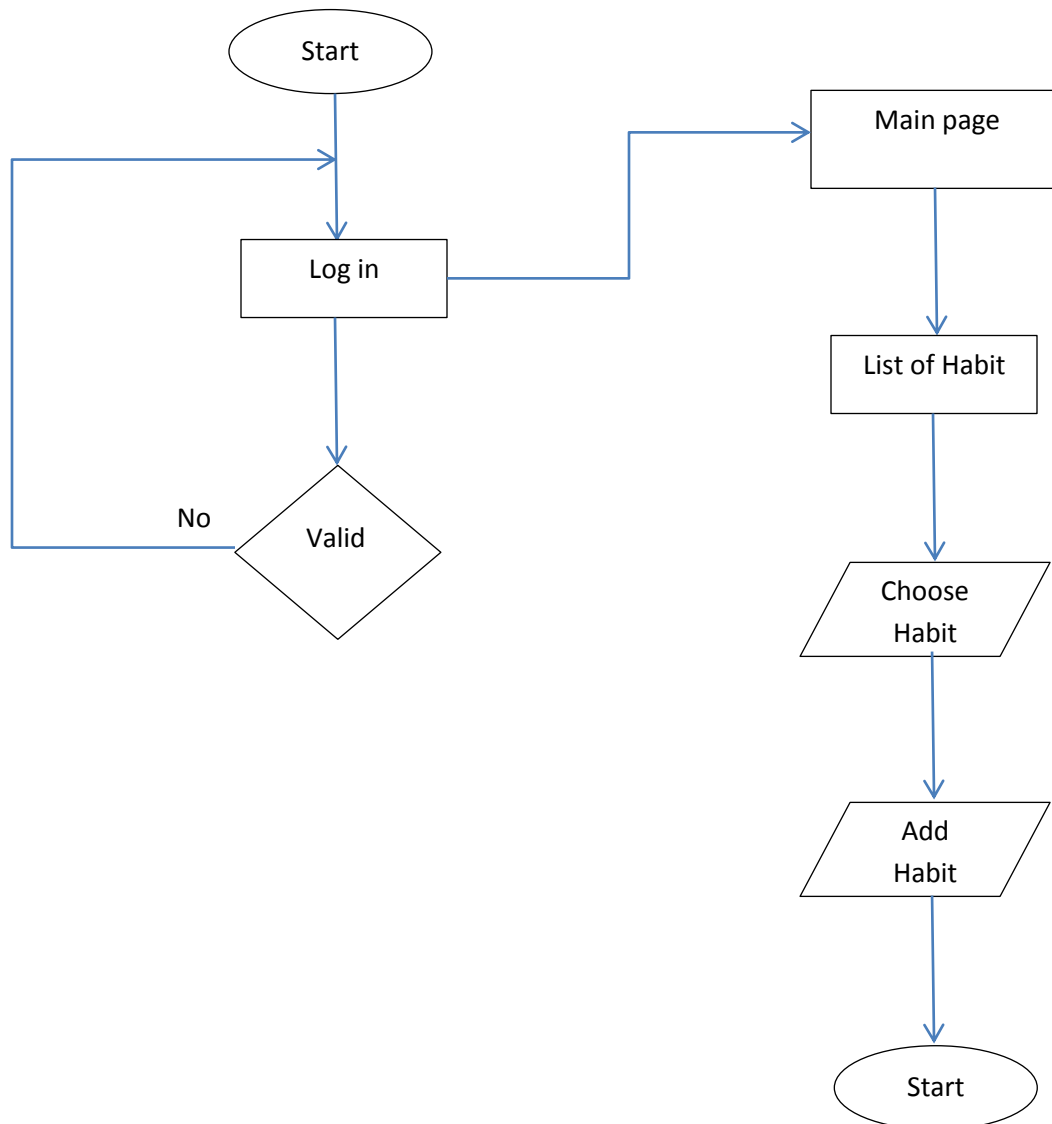 Start
Log in
No
Valid
Main page
List of Habit
Choose
Habit
Add
Habit
Start